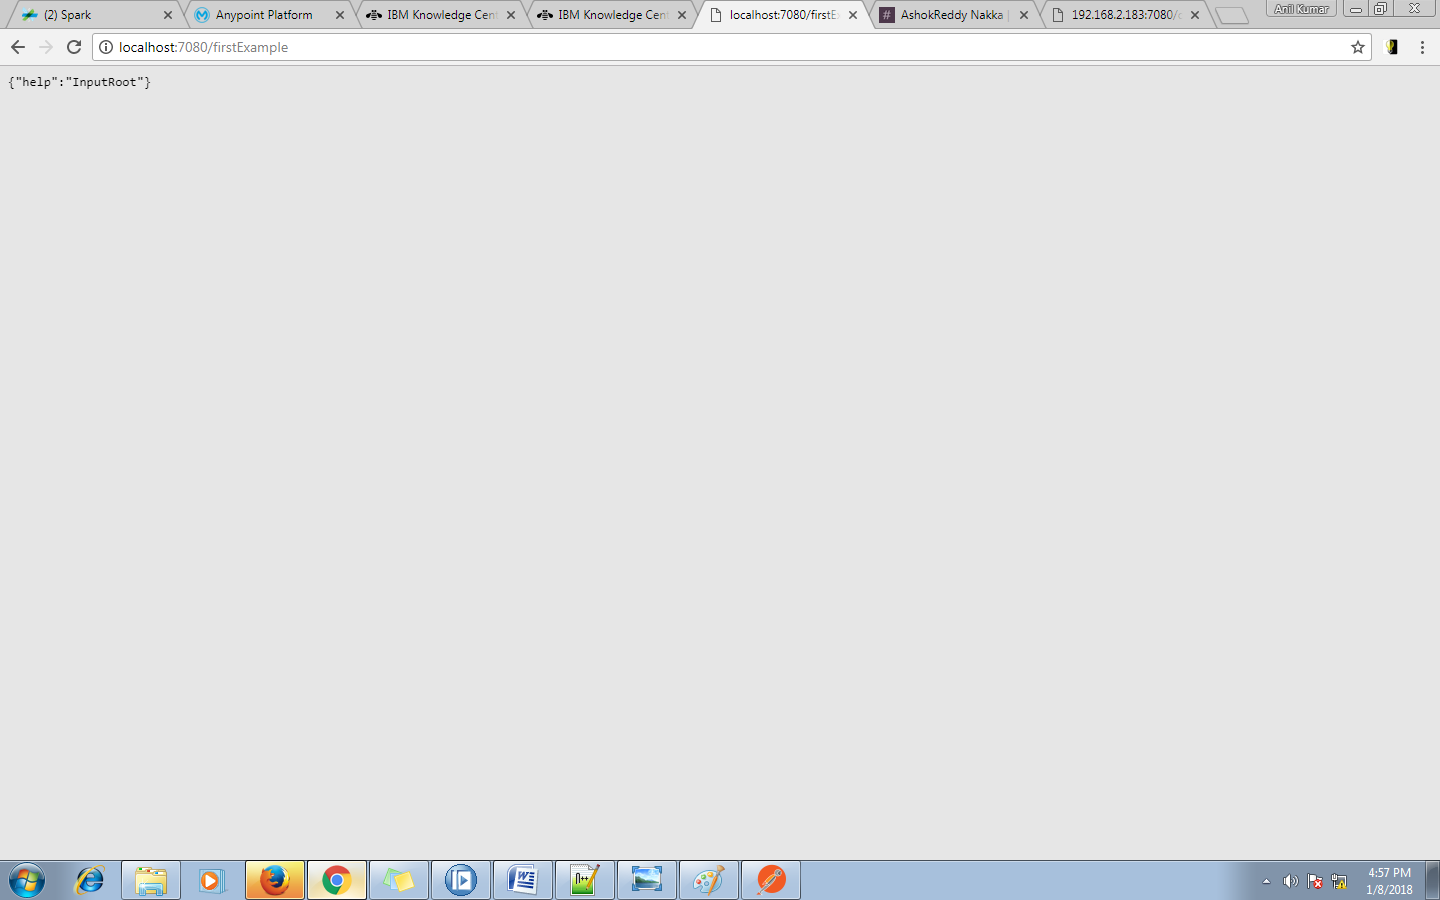 (2) Spark
Anypoint Platform
IBM Knowledge Cent
IBM Knowledge Cent
localhost:7080/firstEx
# AshokReddy Nakka |
192.168.2.183:7080/c
Anil Kumar
localhost:7080/firstExample
{"help":"InputRoot"}
4:57 PM
1/8/2018